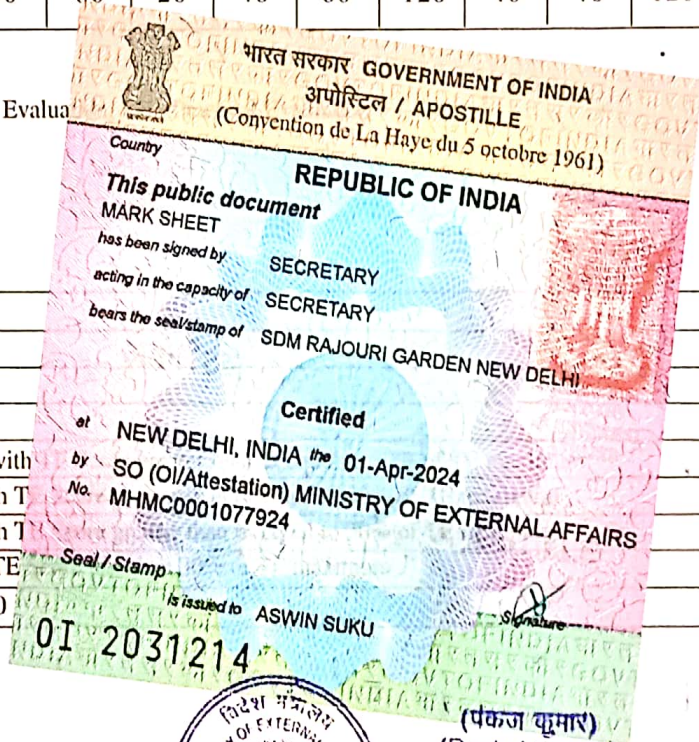 Evalua
भारत सरकार GOVERNMENT OF INDIA
अपोस्टिल / APOSTILLE
(Convention de La Haye du 5 octobre 1961)
Country
REPUBLIC OF INDIA
This public document
MARK SHEET
has been signed by SECRETARY
acting in the capacity of SECRETARY
bears the seal/stamp of SDM RAJOURI GARDEN NEW DELHI
Certified
at NEW DELHI, INDIA the 01-Apr-2024
by SO (OI/Attestation) MINISTRY OF EXTERNAL AFFAIRS
No. MHMC0001077924
Seal / Stamp
is issued to ASWIN SUKU
Signature
OI 2031214
विदेश मंत्रालय
OF EXTERNA
(पंकज कुमार)